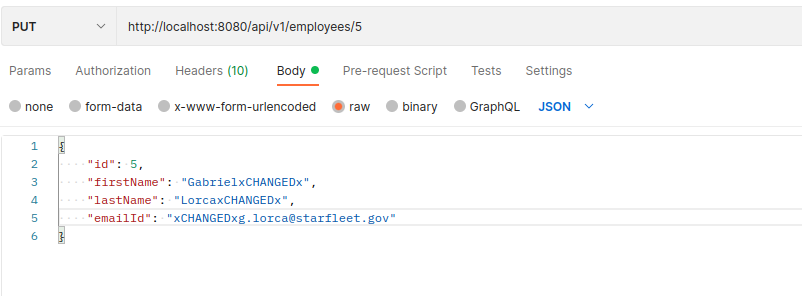 PUT http://localhost:8080/api/v1/employees/5
Params Authorization Headers (10) Body Pre-request Script Tests Settings
none form-data x-www-form-urlencoded raw binary GraphQL JSON
1 {
2 "id": 5,
3 "firstName": "GabrielxCHANGEDx",
4 "lastName": "LorcaxCHANGEDx",
5 "emailId": "xCHANGEDxg.lorca@starfleet.gov"
6 }